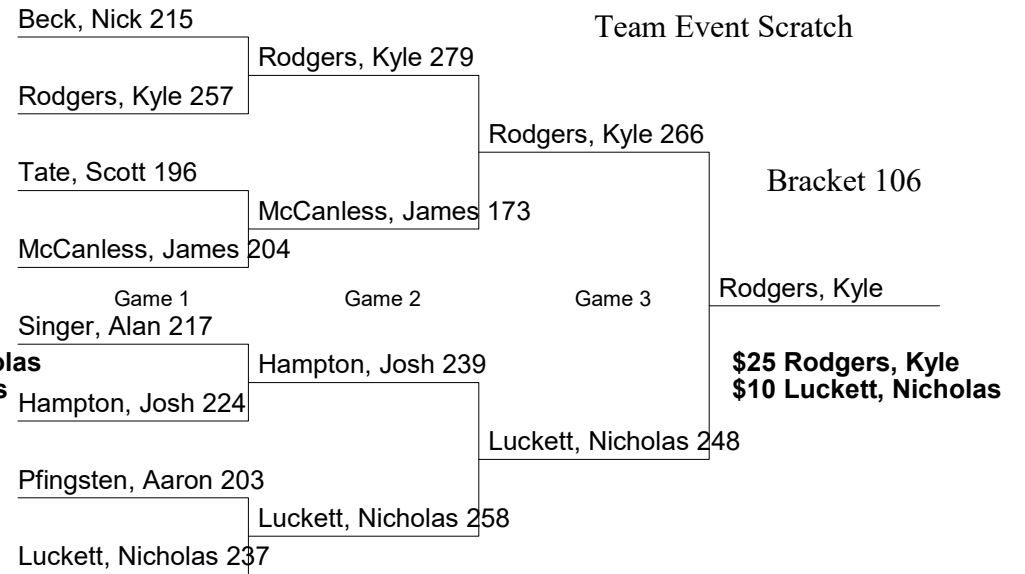 Team Event Scratch
Bracket 106
Beck, Nick 215
Rodgers, Kyle 257
Tate, Scott 196
McCanless, James 204
Game 1
Singer, Alan 217
Hampton, Josh 224
Pfingsten, Aaron 203
Luckett, Nicholas 237
Rodgers, Kyle 279
McCanless, James 173
Game 2
Hampton, Josh 239
Luckett, Nicholas 258
Rodgers, Kyle 266
Game 3
Luckett, Nicholas 248
Rodgers, Kyle
$25 Rodgers, Kyle
$10 Luckett, Nicholas